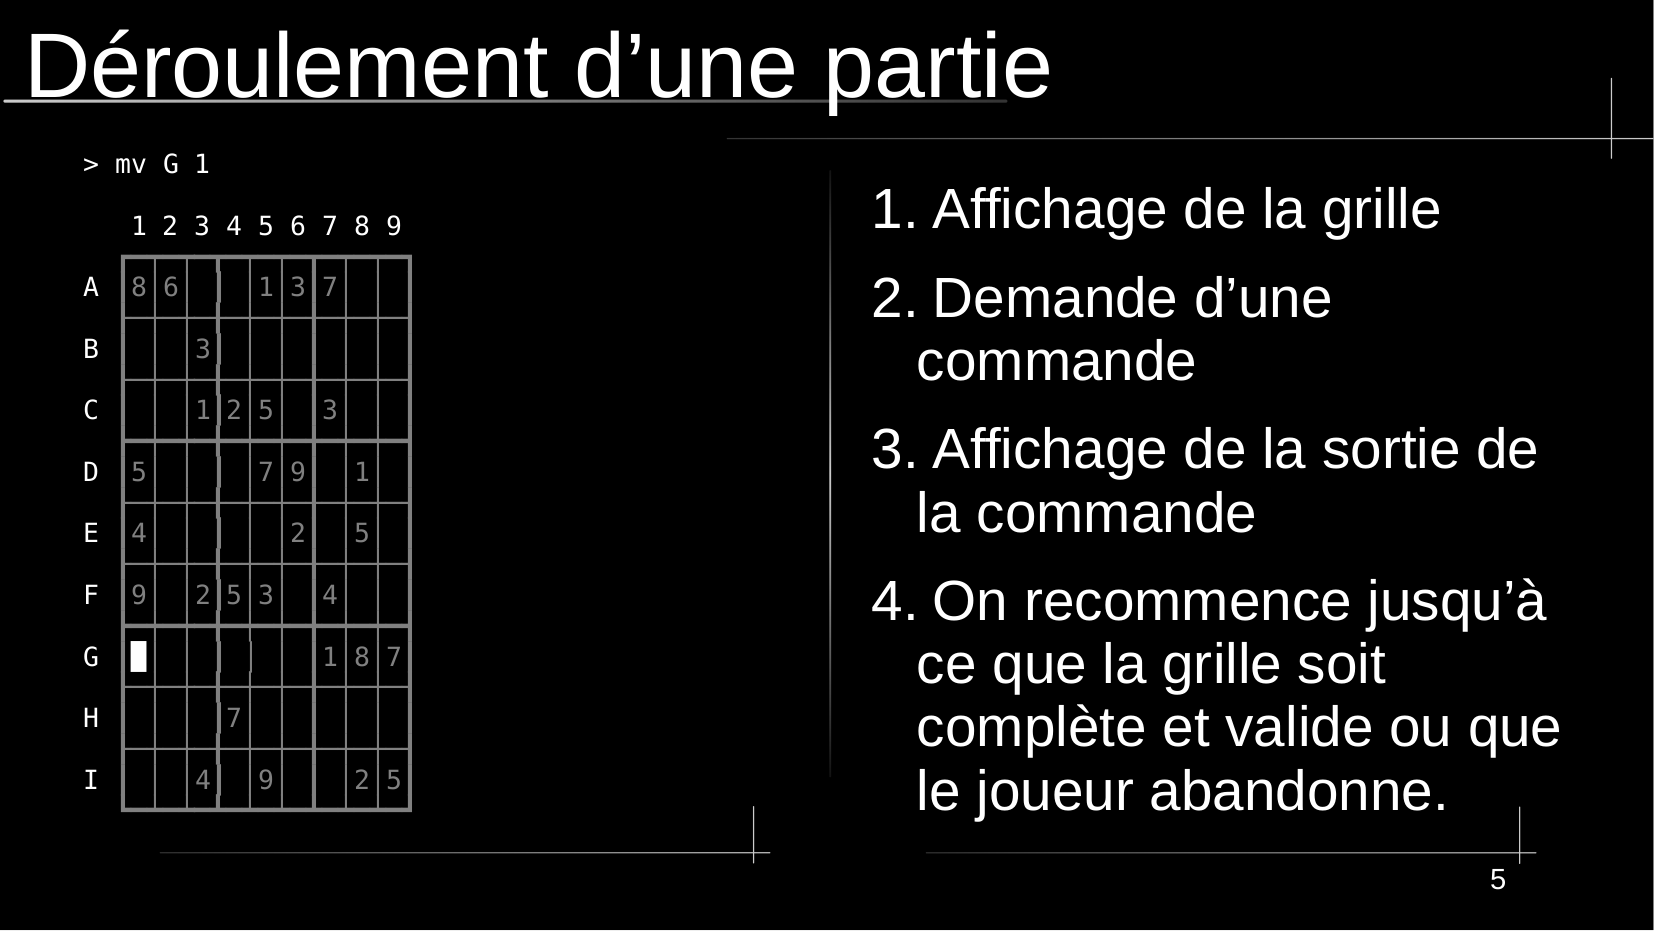 Déroulement d’une partie
> mv G 1
1 2 3 4 5 6 7 8 9
A 8 6 1 3 7
B 3
C 1 2 5 3
D 5 7 9 1
E 4 2 5
F 9 2 5 3 4
G 1 8 7
H 7
I 4 9 2 5
1. Affichage de la grille
2. Demande d’une
commande
3. Affichage de la sortie de
la commande
4. On recommence jusqu’à
ce que la grille soit
complète et valide ou que
le joueur abandonne.
5